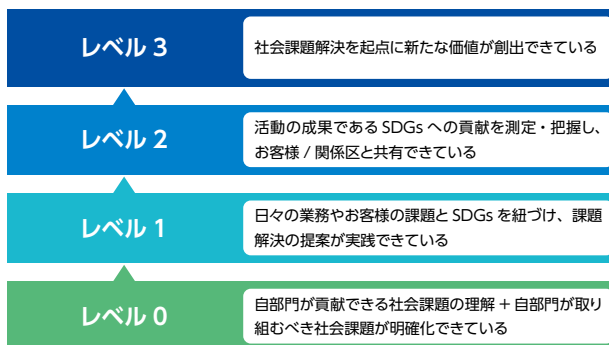 レベル 3
社会課題解決を起点に新たな価値が創出できている
レベル 2
活動の成果である SDGs への貢献を測定・把握し、
お客様 / 関係区と共有できている
レベル 1
日々の業務やお客様の課題と SDGs を紐づけ、課題
解決の提案が実践できている
レベル 0
自部門が貢献できる社会課題の理解 + 自部門が取り
組むべき社会課題が明確化できている